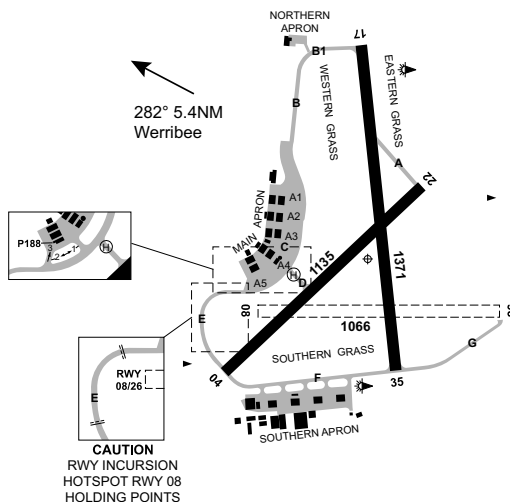 NORTHERN
APRON
17
B1
282° 5.4NM
Werribee
WESTERN GRASS
EASTERN GRASS
B
A
22
A1
A2
A3
A4
A5
MAIN APRON
C
H
D
P188
3
2
1
H
1135
1371
08
1066
E
SOUTHERN GRASS
G
04
F
35
SOUTHERN APRON
RWY
08/26
E
CAUTION
RWY INCURSION
HOTSPOT RWY 08
HOLDING POINTS